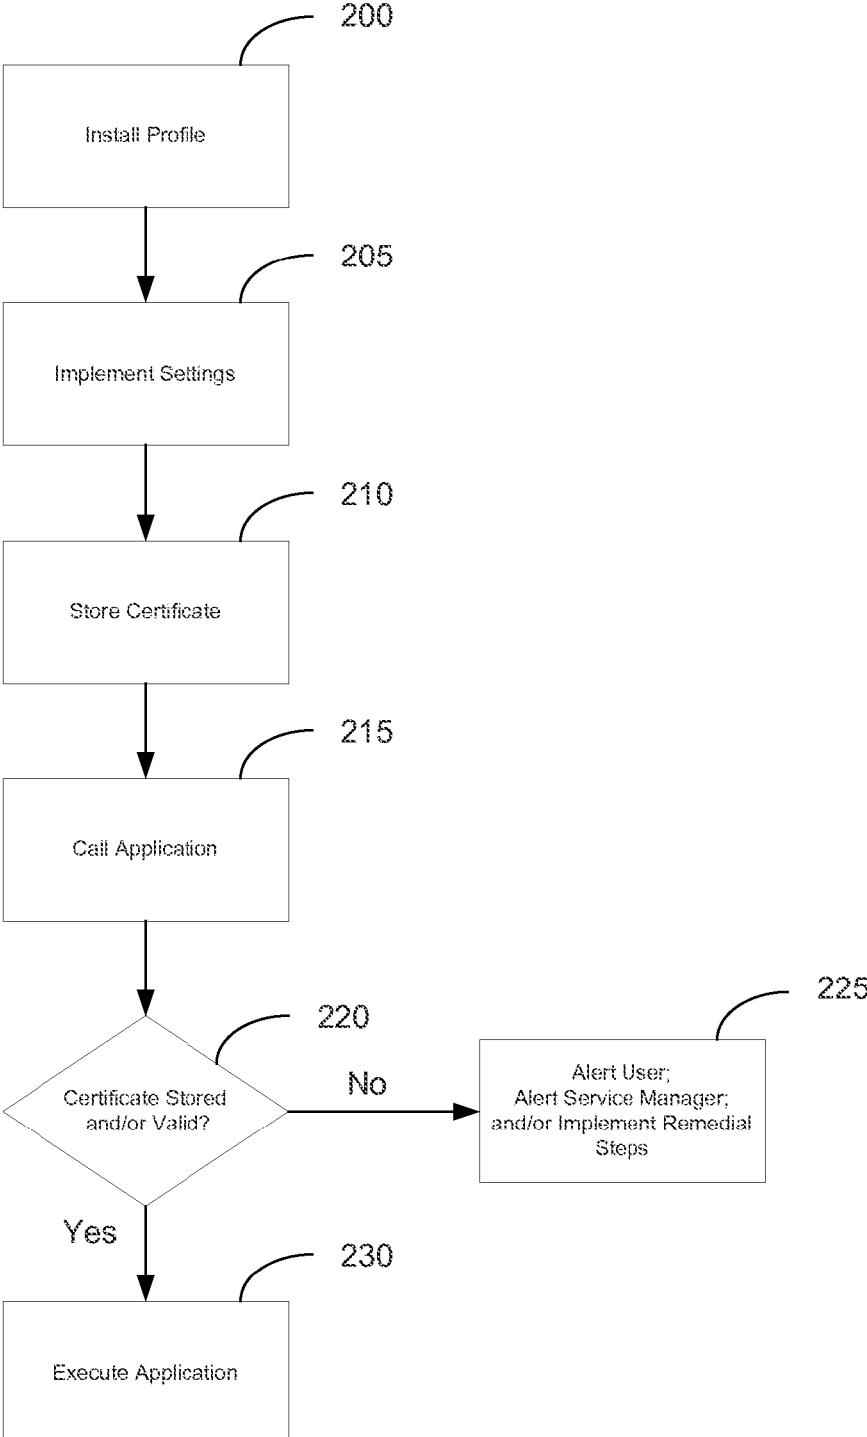 200
Install Profile
205
Implement Settings
210
Store Certificate
215
Call Application
220
Certificate Stored
and/or Valid?
No
225
Alert User;
Alert Service Manager;
and/or Implement Remedial
Steps
Yes
230
Execute Application